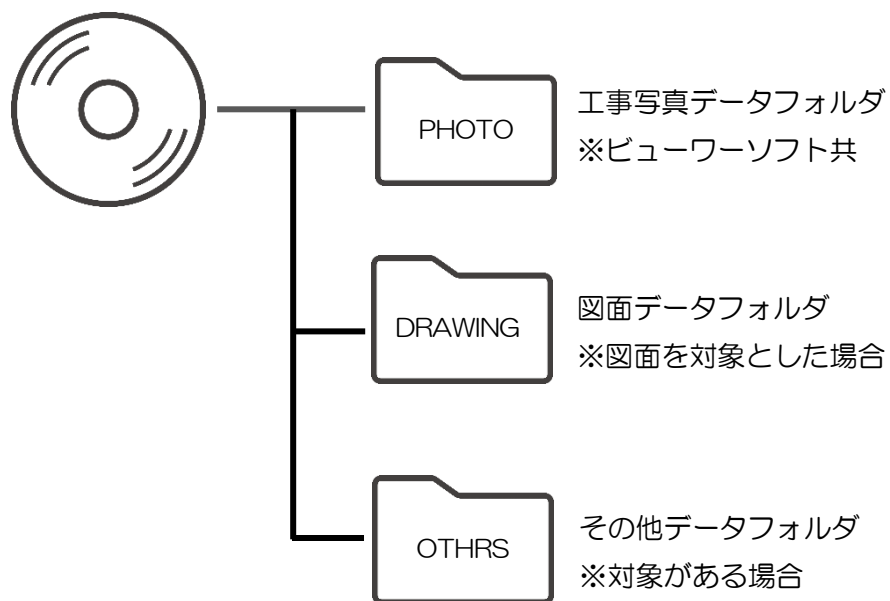 PHOTO
工事写真データフォルダ
※ビューワーソフト共
DRAWING
図面データフォルダ
※図面を対象とした場合
OTHRS
その他データフォルダ
※対象がある場合